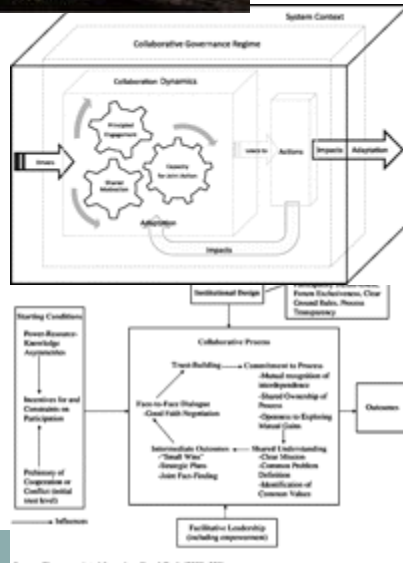 System Context
Collaborative Governance Regime
Collaboration Dynamics
Principled
Engagement
Shared
Motivation
Capacity
for Joint Action
Drivers
Leads to
Actions
Impacts
Adaptation
Adaptation
Impacts
Institutional Design
Forum Exclusiveness, Clear
Ground Rules, Process
Transparency
Starting Conditions
Power-Resource-
Knowledge
Asymmetries
Incentives for and
Constraints on
Participation
Prehistory of
Cooperation or
Conflict (initial
trust level)
Influences
Collaborative Process
Trust-Building
Commitment to Process
-Mutual recognition of
interdependence
-Shared Ownership of
Process
-Openness to Exploring
Mutual Gains
Face-to-Face Dialogue
-Good Faith Negotiation
Intermediate Outcomes
-"Small Wins"
-Strategic Plans
-Joint Fact-Finding
Shared Understanding
-Clear Mission
-Common Problem
Definition
-Identification of
Common Values
Outcomes
Facilitative Leadership
(including empowerment)